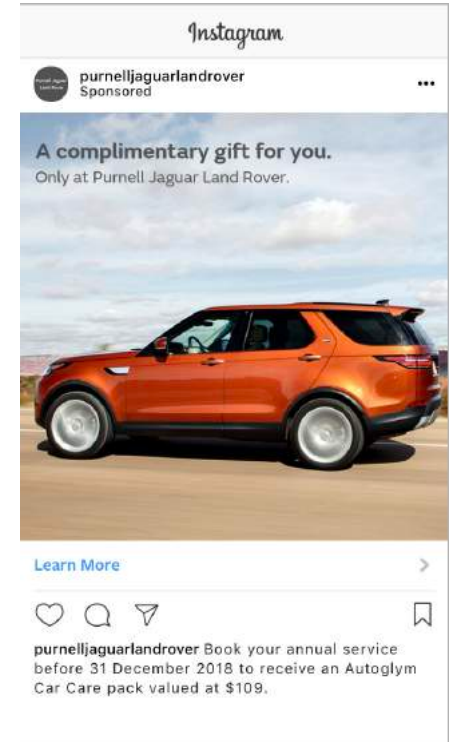 Instagram
purnelljaguarlandrover
Sponsored
A complimentary gift for you.
Only at Purnell Jaguar Land Rover.
Learn More
purnelljaguarlandrover Book your annual service
before 31 December 2018 to receive an Autoglym
Car Care pack valued at $109.